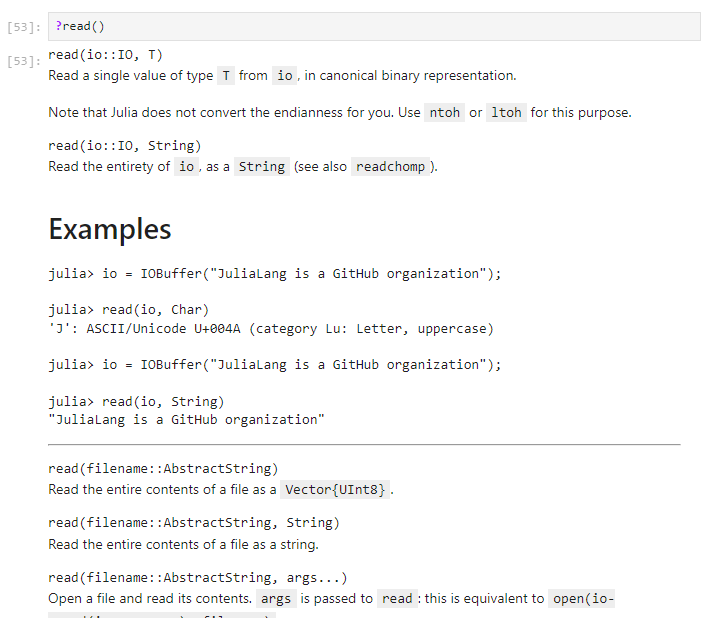 [53]: ?read()
[53]: read(io::IO, T)
Read a single value of type T from io, in canonical binary representation.
Note that Julia does not convert the endianness for you. Use ntoh or ltoh for this purpose.
read(io::IO, String)
Read the entirety of io, as a String (see also readchomp).
Examples
julia> io = IOBuffer("JuliaLang is a GitHub organization");
julia> read(io, Char)
'J': ASCII/Unicode U+004A (category Lu: Letter, uppercase)
julia> io = IOBuffer("JuliaLang is a GitHub organization");
julia> read(io, String)
"JuliaLang is a GitHub organization"
read(filename::AbstractString)
Read the entire contents of a file as a Vector{UInt8}.
read(filename::AbstractString, String)
Read the entire contents of a file as a string.
read(filename::AbstractString, args...)
Open a file and read its contents. args is passed to read: this is equivalent to open(io-